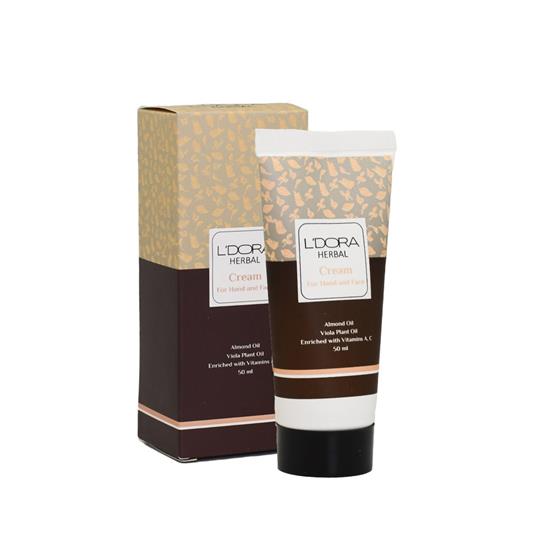 L'DORA
HERBAL
Cream
For Hand and Fac
Almond Oil
Viola Plant Oil
Enriched with Vitamins A
50 ml
L'DORA
HERBAL
Cream
For Hand and Face
Almond Oil
Viola Plant Oil
Enriched with Vitamins A, C
50 ml